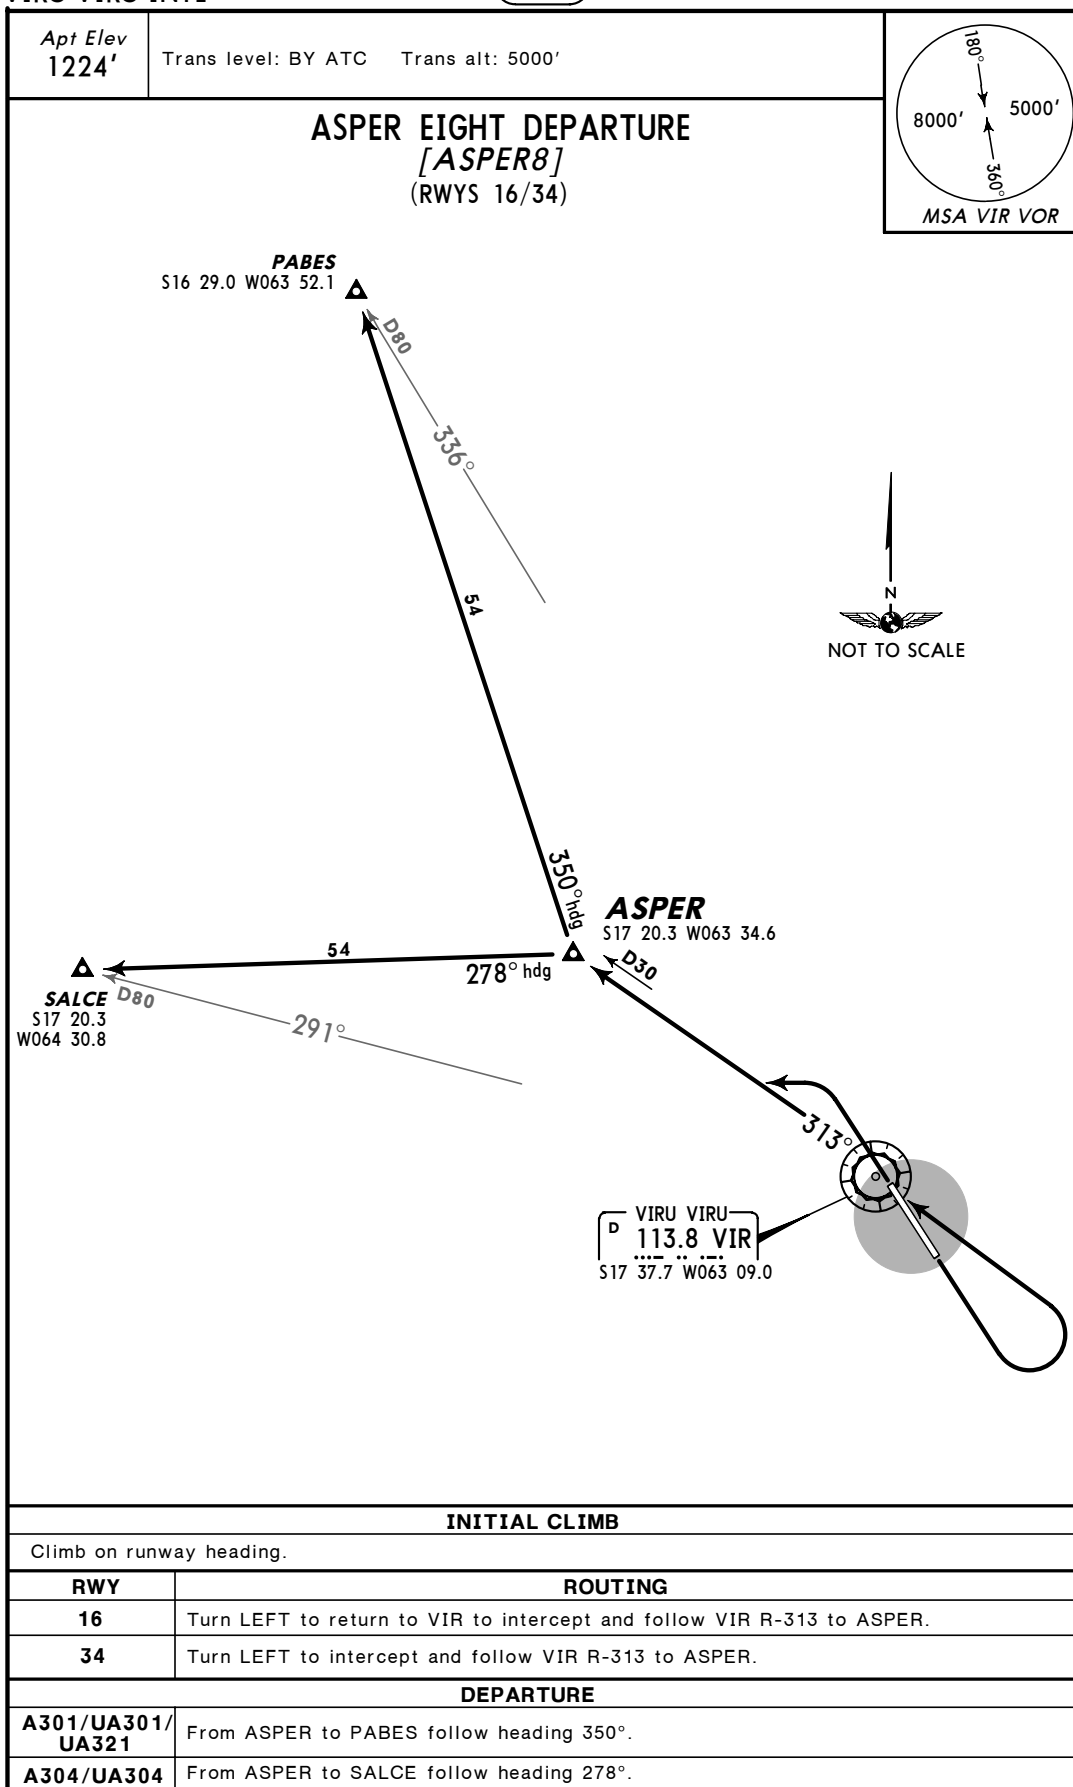 Apt Elev
1224'
Trans level: BY ATC Trans alt: 5000'
180°
8000'
5000'
360°
MSA VIR VOR
ASPER EIGHT DEPARTURE
[ASPER8]
(RWYS 16/34)
PABES
S16 29.0 W063 52.1
D80
336°
54
N
NOT TO SCALE
350° hdg
ASPER
S17 20.3 W063 34.6
54
278° hdg
D30
SALCE
S17 20.3
W064 30.8
D80
291°
313°
VIRU VIRU
D 113.8 VIR
S17 37.7 W063 09.0
INITIAL CLIMB
Climb on runway heading.
RWY ROUTING
16 Turn LEFT to return to VIR to intercept and follow VIR R-313 to ASPER.
34 Turn LEFT to intercept and follow VIR R-313 to ASPER.
DEPARTURE
A301/UA301/
UA321
From ASPER to PABES follow heading 350°.
A304/UA304 From ASPER to SALCE follow heading 278°.